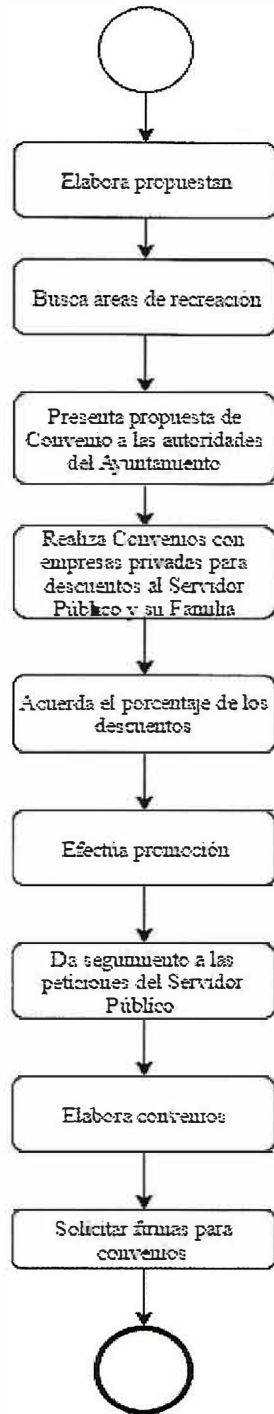 Elabora propuestan
Busca áreas de recreación
Presenta propuesta de
Convenio a las autoridades
del Ayuntamiento
Realiza Convenios con
empresas privadas para
descuentos al Servidor
Público y su Familia
Acuerda el porcentaje de los
descuentos
Efectúa promoción
Da seguimiento a las
peticiones del Servidor
Público
Elabora convenios
Solicitar firmas para
convenios